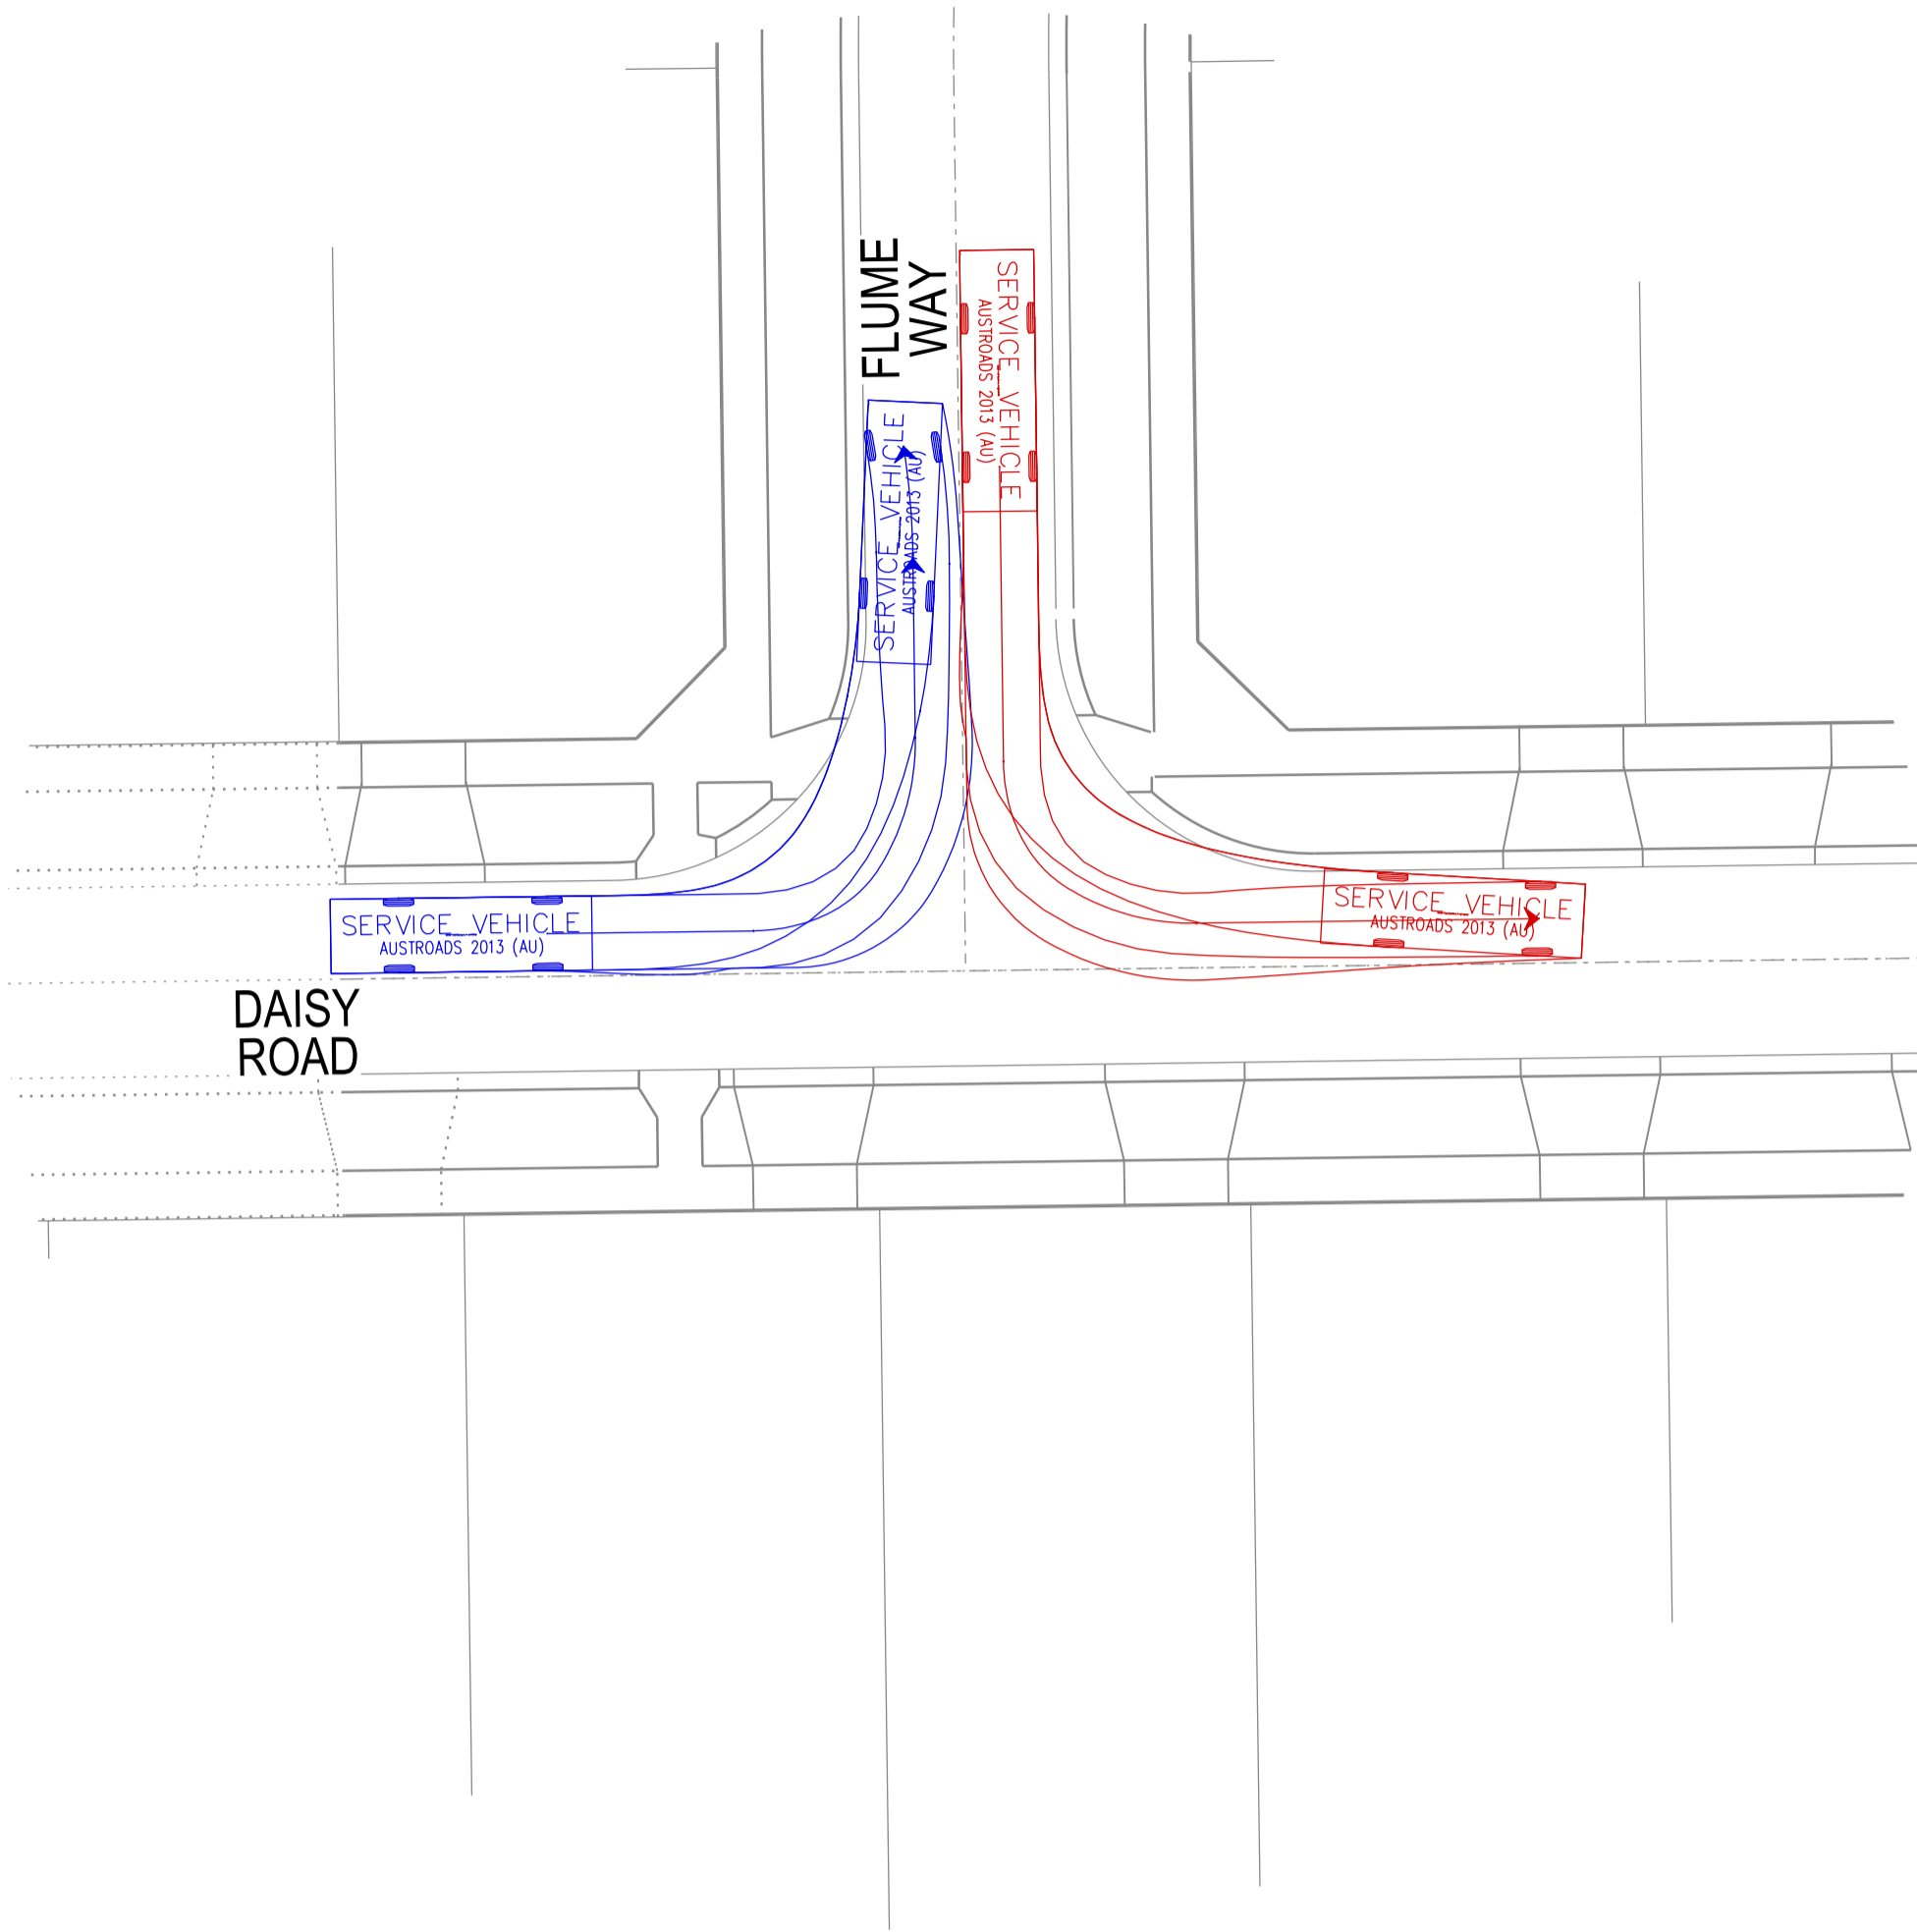 FLUME
WAY
SERVICE_VEHICLE
AUSTROADS 2013 (AU)
SERVICE_VEHICLE
AUSTROADS 2013 (AU)
SERVICE_VEHICLE
AUSTROADS 2013 (AU)
SERVICE_VEHICLE
AUSTROADS 2013 (AU)
DAISY
ROAD